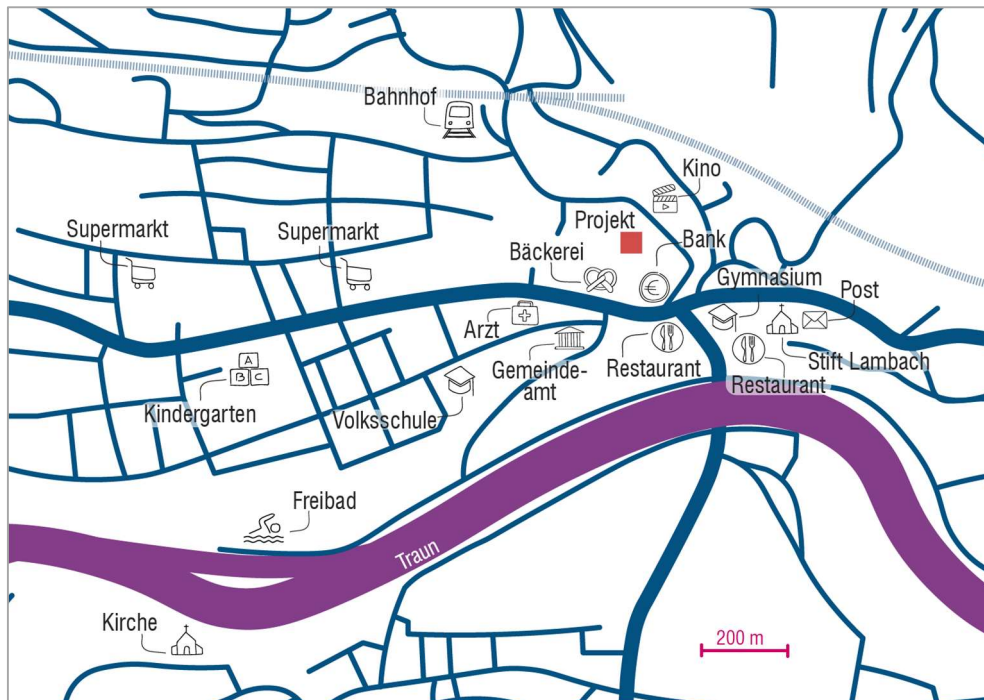 Bahnhof
Kino
Projekt
Supermarkt
Supermarkt
Bäckerei
Bank
€
Gymnasium
Post
Arzt
Gemeinde-
amt
Restaurant
Stift Lambach
Restaurant
A
B C
Kindergarten
Volksschule
Freibad
Traun
Kirche
200 m